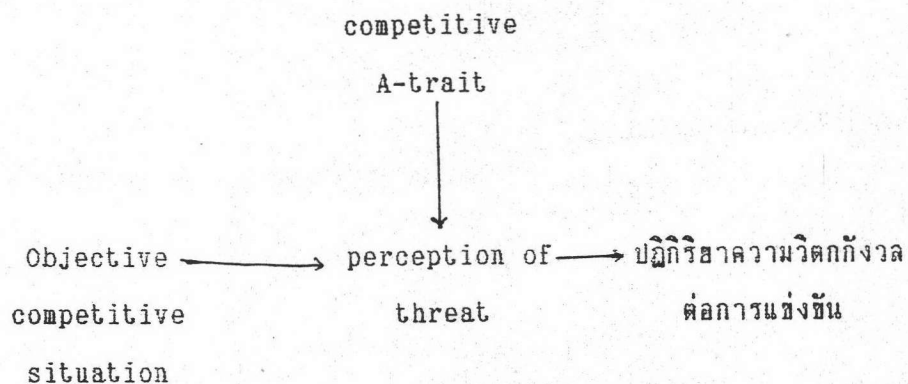 competitive
A-trait
Objective
competitive
situation
perception of
threat
ปฏิกิริยาความวิตกกังวล
ต่อการแข่งขัน